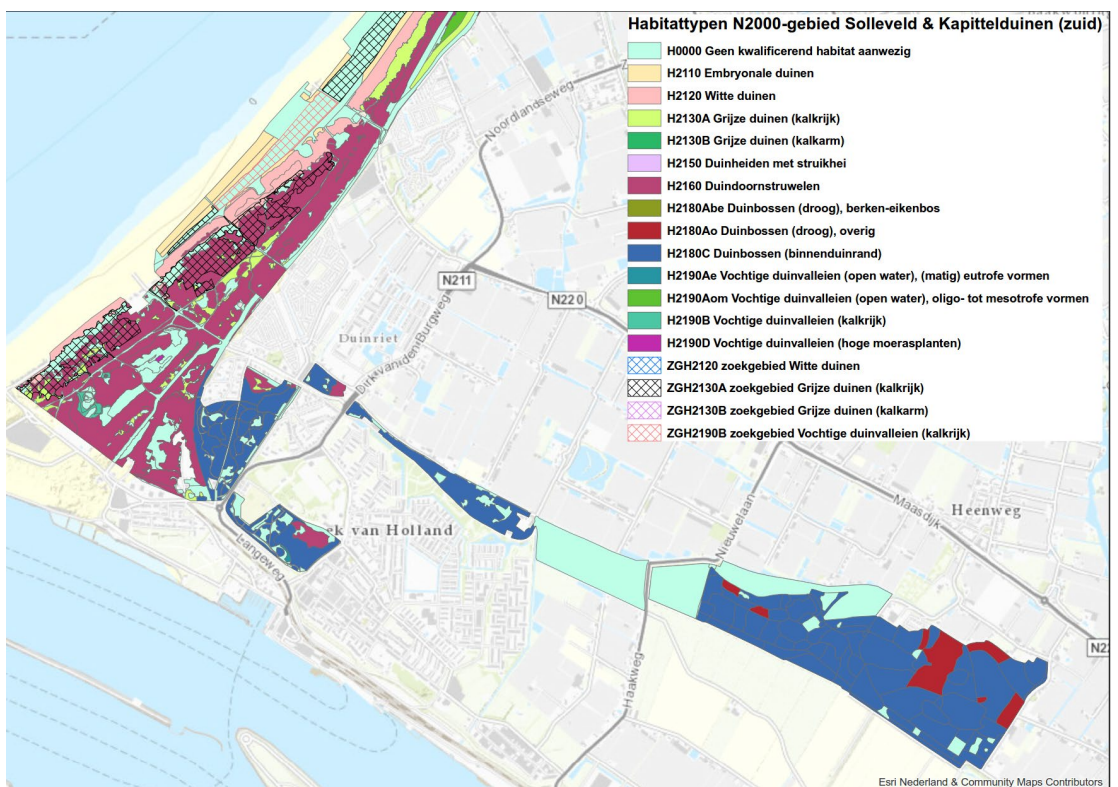 Habitattypen N2000-gebied Solleveld & Kapittelduinen (zuid)
H0000 Geen kwalificerend habitat aanwezig
H2110 Embryonale duinen
H2120 Witte duinen
H2130A Grijze duinen (kalkrijk)
H2130B Grijze duinen (kalkarm)
H2150 Duinheiden met struikhei
H2160 Duindoornstruwelen
H2180Abe Duinbossen (droog), berken-eikenbos
H2180Ao Duinbossen (droog), overig
H2180C Duinbossen (binnenduinrand)
H2190Ae Vochtige duinvalleien (open water), (matig) eutrofe vormen
H2190Aom Vochtige duinvalleien (open water), oligo- tot mesotrofe vormen
H2190B Vochtige duinvalleien (kalkrijk)
H2190D Vochtige duinvalleien (hoge moerasplanten)
ZGH2120 zoekgebied Witte duinen
ZGH2130A zoekgebied Grijze duinen (kalkrijk)
ZGH2130B zoekgebied Grijze duinen (kalkarm)
ZGH2190B zoekgebied Vochtige duinvalleien (kalkrijk)
Noordlandseweg
N211
N220
Duinriet
Dirk van den Burgweg
Nieuwelaan
Maasdijk
Heenweg
ek van Holland
Langeweg
Haakweg
N22
Esri Nederland & Community Maps Contributors